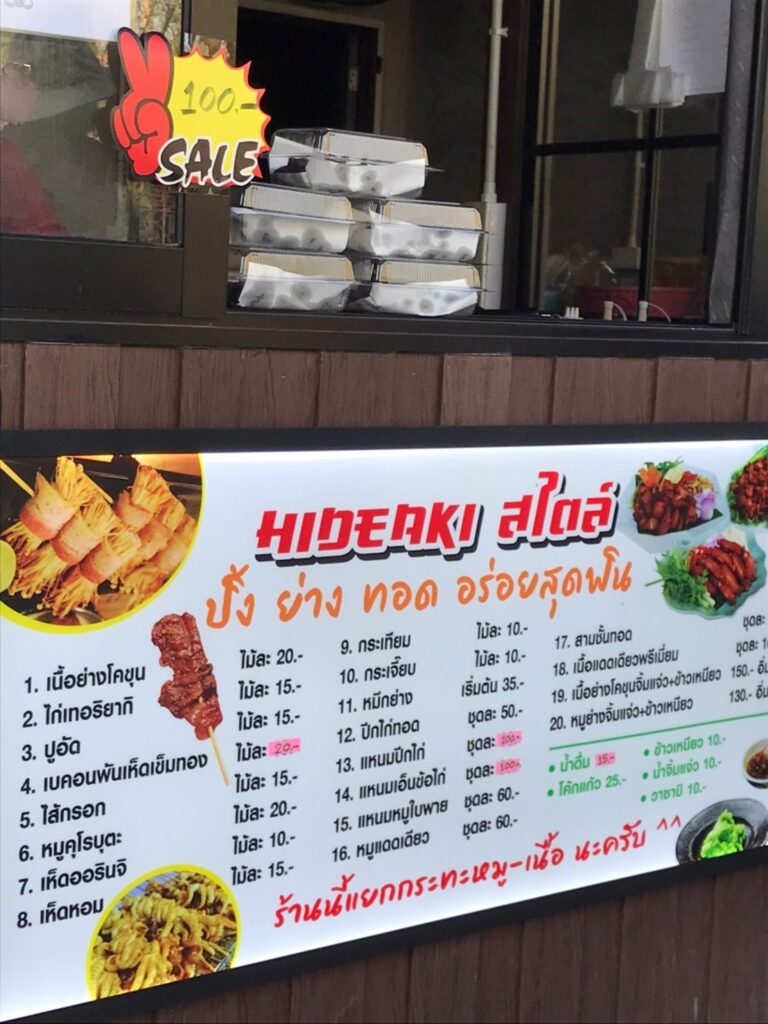 100.-
SALE
HIDEAKI สไตล์
ปิ้ง ย่าง ทอด อร่อยสุดฟิน
1. เนื้อย่างโคขุน ไม้ละ 20.-
2. ไก่เทอริยากิ ไม้ละ 15.-
3. ปูอัด ไม้ละ 15.-
4. เบคอนพันเห็ดเข็มทอง ไม้ละ 20.-
5. ไส้กรอก ไม้ละ 15.-
6. หมูคุโรบุตะ ไม้ละ 20.-
7. เห็ดออรินจิ ไม้ละ 10.-
8. เห็ดหอม ไม้ละ 15.-
9. กระเทียม ไม้ละ 10.-
10. กระเจี๊ยบ ไม้ละ 10.-
11. หมึกย่าง เริ่มต้น 35.-
12. ปีกไก่ทอด ชุดละ 50.-
13. แหนมปีกไก่ ชุดละ 100.-
14. แหนมเอ็นข้อไก่ ชุดละ 100.-
15. แหนมหมูใบพาย ชุดละ 60.-
16. หมูแดดเดียว ชุดละ 60.-
17. สามชั้นทอด ชุดละ
18. เนื้อแดดเดียวพรีเมี่ยม ชุดละ
19. เนื้อย่างโคขุนจิ้มแจ่ว+ข้าวเหนียว 150.-
20. หมูย่างจิ้มแจ่ว+ข้าวเหนียว 130.-
• น้ำดื่ม 15.- • ข้าวเหนียว 10.-
• โค้กแก้ว 25.- • น้ำจิ้มแจ่ว 10.-
• วาซาบิ 10.-
ร้านนี้แยกกระทะหมู-เนื้อ นะครับ ^^